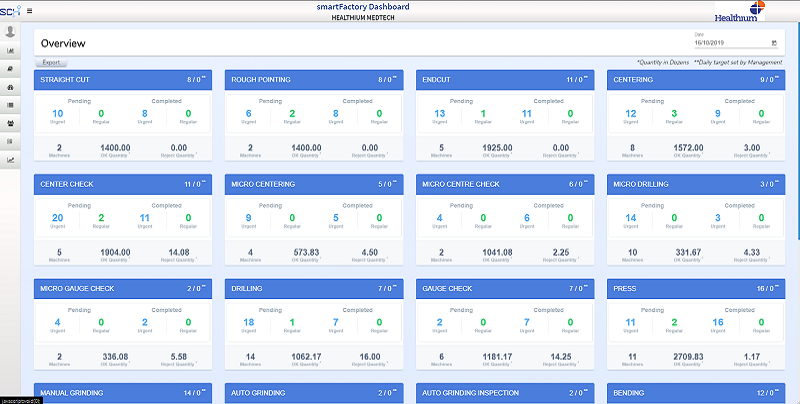 smartFactory Dashboard
HEALTHIUM MEDTECH
Healthium
Overview
Date
16/10/2019
Export
*Quantity in Dozens **Daily target set by Management
STRAIGHT CUT 8 / 0** ROUGH POINTING 8 / 0** ENDCUT 11 / 0** CENTERING 9 / 0**
Pending Completed Pending Completed Pending Completed Pending Completed
10 0 8 0 6 2 8 0 13 1 11 0 12 3 9 0
Urgent Regular Urgent Regular Urgent Regular Urgent Regular Urgent Regular Urgent Regular Urgent Regular Urgent Regular
2 1400.00 0.00 2 1400.00 0.00 5 1925.00 0.00 8 1572.00 3.00
Machines OK Quantity* Reject Quantity* Machines OK Quantity* Reject Quantity* Machines OK Quantity* Reject Quantity* Machines OK Quantity* Reject Quantity*
CENTER CHECK 11 / 0** MICRO CENTERING 5 / 0** MICRO CENTRE CHECK 6 / 0** MICRO DRILLING 3 / 0**
Pending Completed Pending Completed Pending Completed Pending Completed
20 2 11 0 9 0 5 0 4 0 6 0 14 0 3 0
Urgent Regular Urgent Regular Urgent Regular Urgent Regular Urgent Regular Urgent Regular Urgent Regular Urgent Regular
5 1904.00 14.08 4 573.83 4.50 2 1041.08 2.25 10 331.67 4.33
Machines OK Quantity* Reject Quantity* Machines OK Quantity* Reject Quantity* Machines OK Quantity* Reject Quantity* Machines OK Quantity* Reject Quantity*
MICRO GAUGE CHECK 2 / 0** DRILLING 7 / 0** GAUGE CHECK 7 / 0** PRESS 16 / 0**
Pending Completed Pending Completed Pending Completed Pending Completed
4 0 2 0 18 1 7 0 2 0 7 0 11 2 16 0
Urgent Regular Urgent Regular Urgent Regular Urgent Regular Urgent Regular Urgent Regular Urgent Regular Urgent Regular
2 336.08 5.58 14 1062.17 16.00 6 1181.17 14.25 11 2709.83 1.17
Machines OK Quantity* Reject Quantity* Machines OK Quantity* Reject Quantity* Machines OK Quantity* Reject Quantity* Machines OK Quantity* Reject Quantity*
MANUAL GRINDING 14 / 0** AUTO GRINDING 2 / 0** AUTO GRINDING INSPECTION 2 / 0** BENDING 12 / 0**
javascript:void(0);